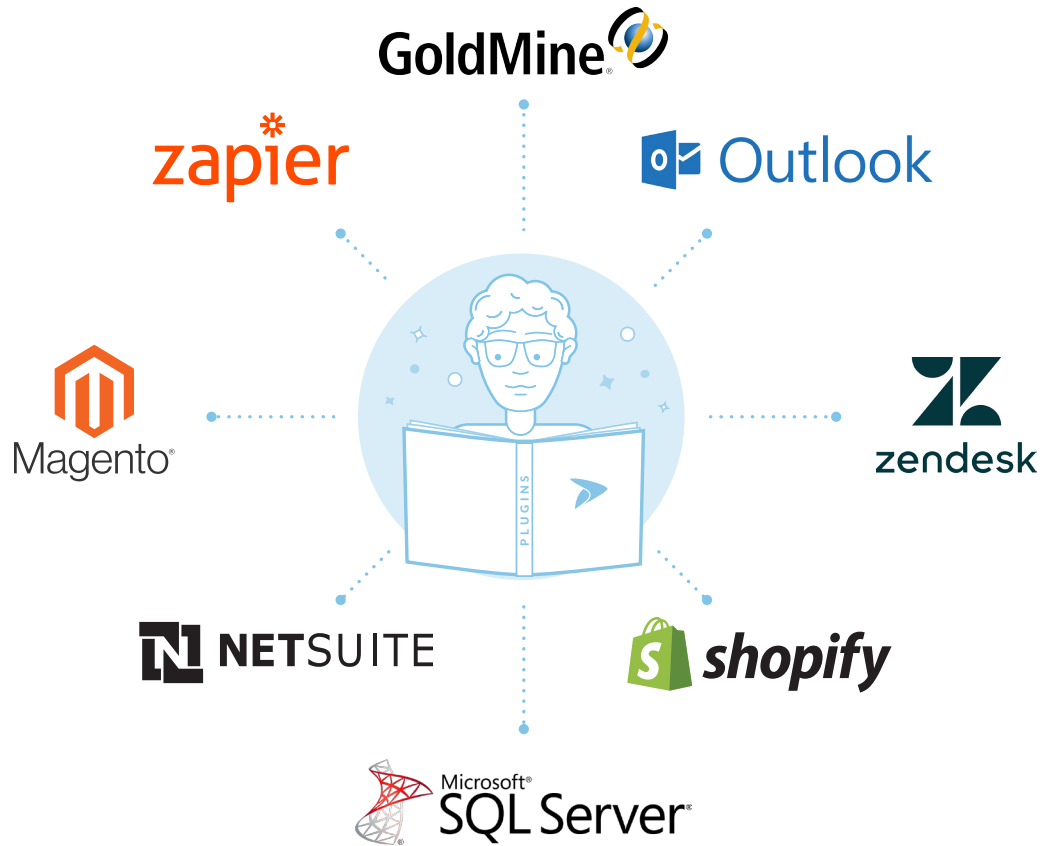 GoldMine®
zapier
Outlook
Magento®
zendesk
PLUGINS
NETSUITE
shopify
Microsoft®
SQL Server®